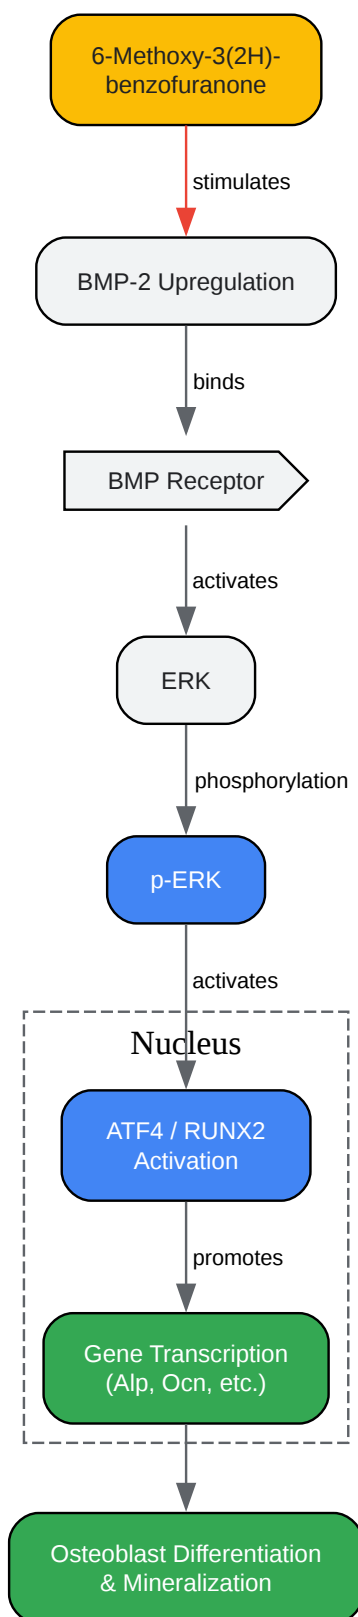 6-Methoxy-3(2H)-
benzofuranone
stimulates
BMP-2 Upregulation
binds
BMP Receptor
activates
ERK
phosphorylation
p-ERK
activates
Nucleus
ATF4 / RUNX2
Activation
promotes
Gene Transcription
(Alp, Ocn, etc.)
Osteoblast Differentiation
& Mineralization